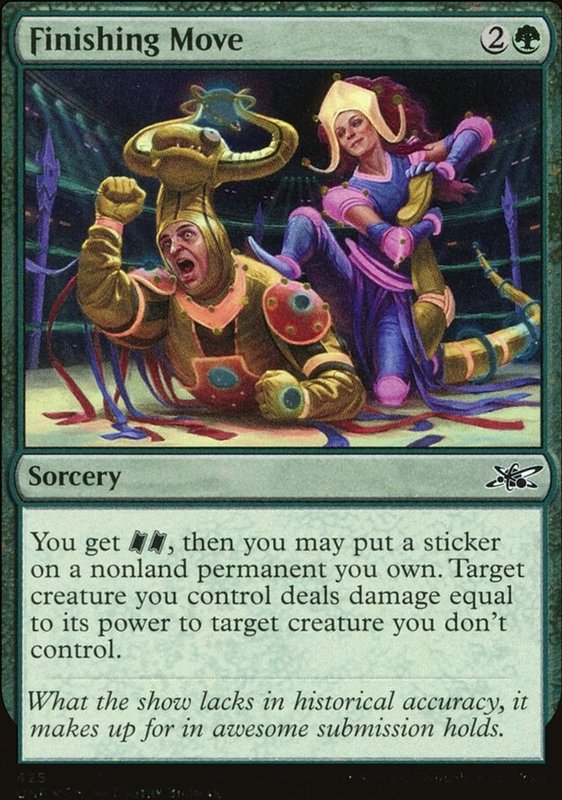 Finishing Move 2
Sorcery
You get, then you may put a sticker
on a nonland permanent you own. Target
creature you control deals damage equal
to its power to target creature you don't
control.
What the show lacks in historical accuracy, it
makes up for in awesome submission holds.
425